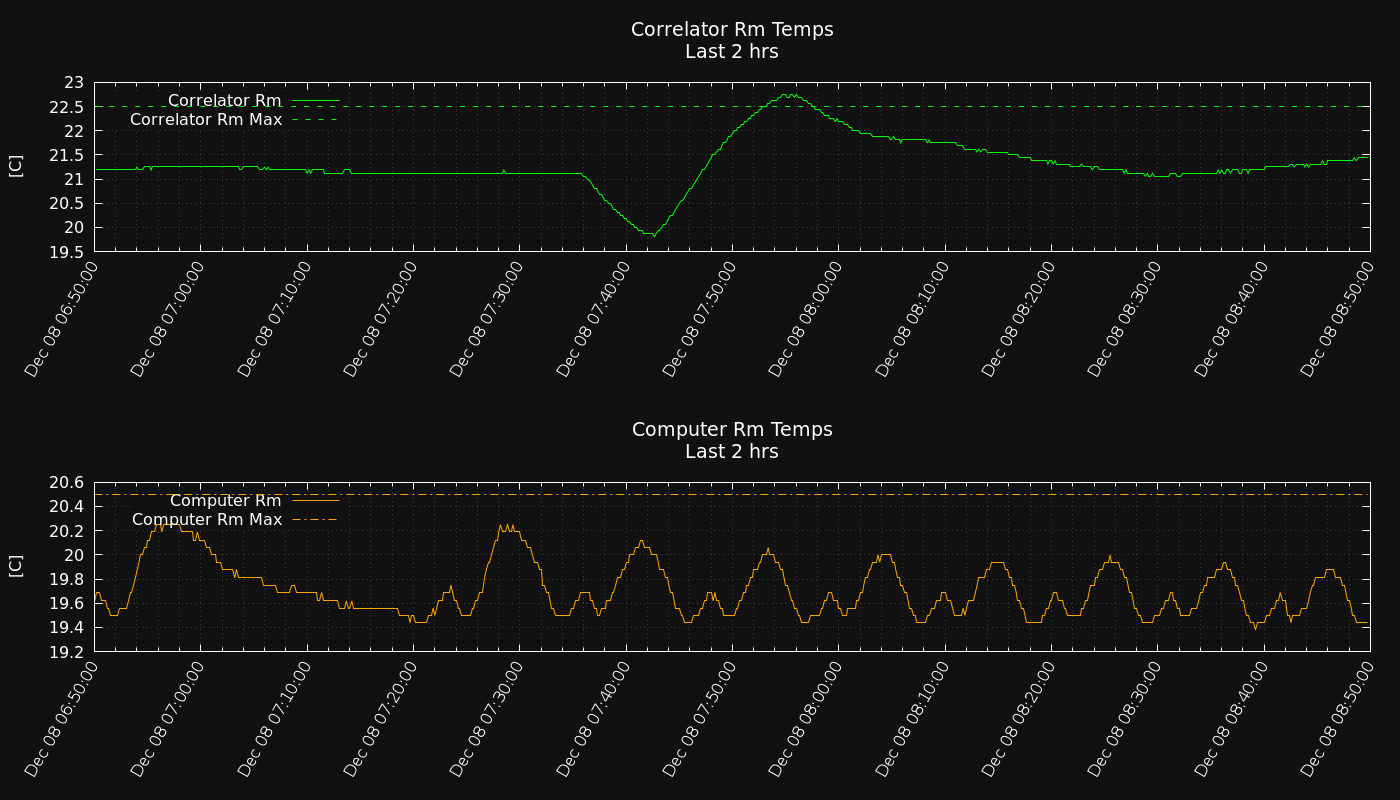 Correlator Rm Temps
Last 2 hrs
23
22.5
22
21.5
21
20.5
20
19.5
[C]
Correlator Rm
Correlator Rm Max
Dec 08 06:50:00
Dec 08 07:00:00
Dec 08 07:10:00
Dec 08 07:20:00
Dec 08 07:30:00
Dec 08 07:40:00
Dec 08 07:50:00
Dec 08 08:00:00
Dec 08 08:10:00
Dec 08 08:20:00
Dec 08 08:30:00
Dec 08 08:40:00
Dec 08 08:50:00
Computer Rm Temps
Last 2 hrs
20.6
20.4
20.2
20
19.8
19.6
19.4
19.2
[C]
Computer Rm
Computer Rm Max
Dec 08 06:50:00
Dec 08 07:00:00
Dec 08 07:10:00
Dec 08 07:20:00
Dec 08 07:30:00
Dec 08 07:40:00
Dec 08 07:50:00
Dec 08 08:00:00
Dec 08 08:10:00
Dec 08 08:20:00
Dec 08 08:30:00
Dec 08 08:40:00
Dec 08 08:50:00